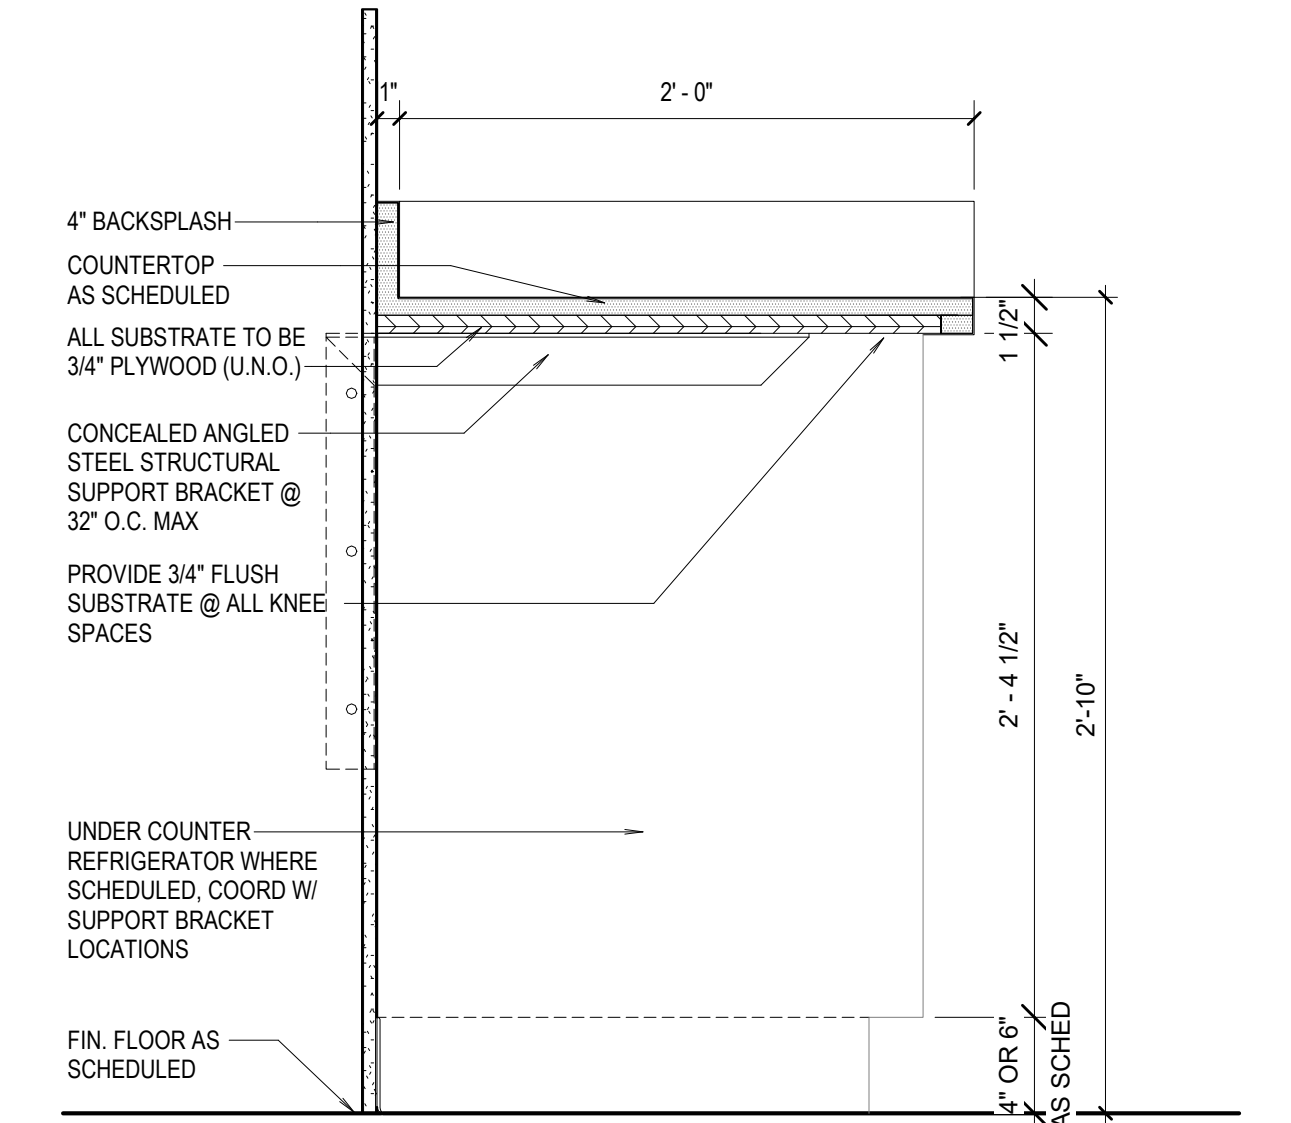 1"
2' - 0"
4" BACKSPLASH
COUNTERTOP
AS SCHEDULED
ALL SUBSTRATE TO BE
3/4" PLYWOOD (U.N.O.)
CONCEALED ANGLED
STEEL STRUCTURAL
SUPPORT BRACKET @
32" O.C. MAX
PROVIDE 3/4" FLUSH
SUBSTRATE @ ALL KNEE
SPACES
UNDER COUNTER
REFRIGERATOR WHERE
SCHEDULED, COORD W/
SUPPORT BRACKET
LOCATIONS
FIN. FLOOR AS
SCHEDULED
1 1/2"
2' - 4 1/2"
2'-10"
4" OR 6"
AS SCHED